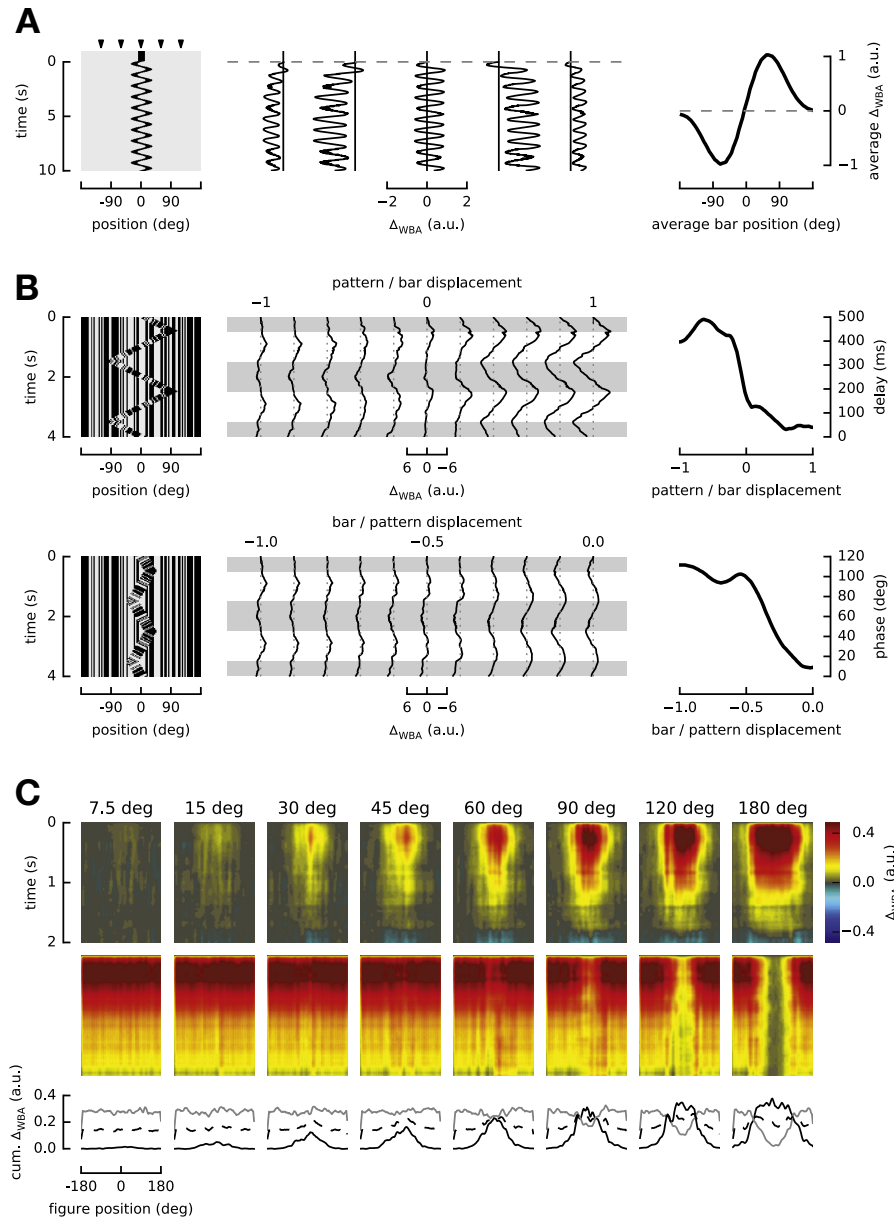 A
time (s)
0
5
10
-90 0 90
position (deg)
−2 0 2
Δ WBA (a.u.)
-90 0 90
average bar position (deg)
1
0
−1
average Δ WBA (a.u.)
B
pattern / bar displacement
−1 0 1
time (s)
0
2
4
-90 0 90
position (deg)
6 0 −6
Δ WBA (a.u.)
500
400
300
200
100
0
delay (ms)
−1 0 1
pattern / bar displacement
bar / pattern displacement
−1.0 −0.5 0.0
time (s)
0
2
4
-90 0 90
position (deg)
6 0 −6
Δ WBA (a.u.)
120
100
80
60
40
20
0
phase (deg)
−1.0 −0.5 0.0
bar / pattern displacement
C
7.5 deg 15 deg 30 deg 45 deg 60 deg 90 deg 120 deg 180 deg
time (s)
0
1
2
0.4
0.0
−0.4
Δ WBA (a.u.)
cum. Δ WBA (a.u.)
0.4
0.2
0.0
-180 0 180
figure position (deg)